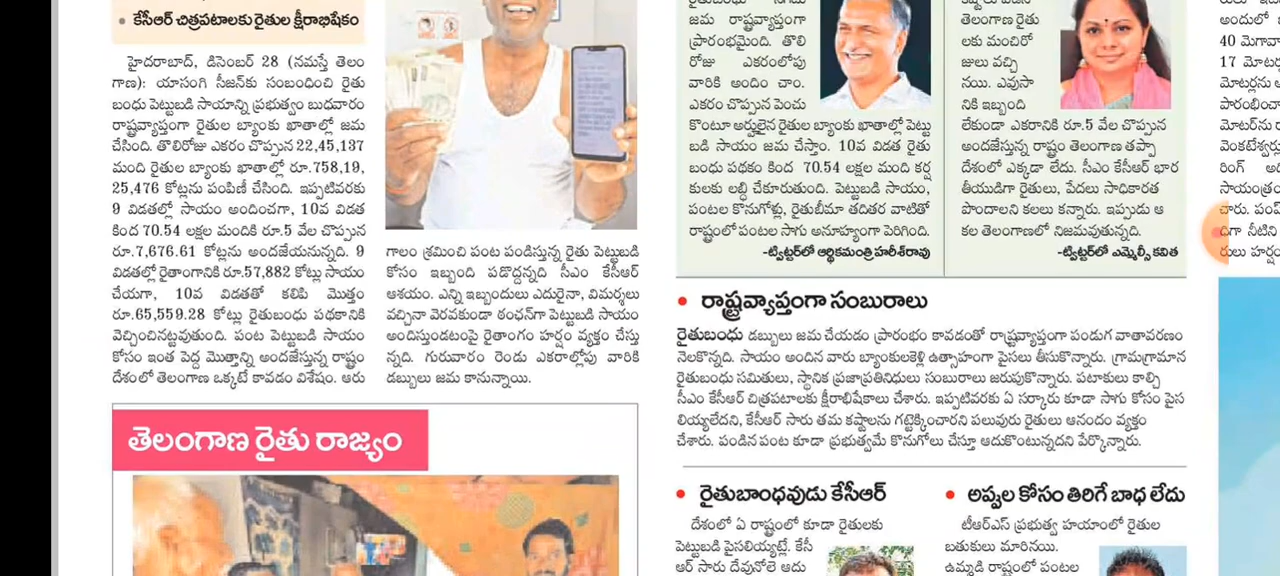 కేసీఆర్ చిత్రపటాలకు రైతుల క్షీరాభిషేకం
హైదరాబాద్, డిసెంబర్ 28 (నమస్తే తెలం
గాణ): యాసంగి సీజన్‌కు సంబంధించి రైతు
బంధు పెట్టుబడి సాయాన్ని ప్రభుత్వం బుధవారం
రాష్ట్రవ్యాప్తంగా రైతుల బ్యాంకు ఖాతాల్లో జమ
చేసింది. తొలిరోజు ఎకరం చొప్పున 22,45,187
మంది రైతుల బ్యాంకు ఖాతాల్లో రూ.758,19,
25,476 కోట్లను పంపిణీ చేసింది. ఇప్పటివరకు
9 విడతల్లో సాయం అందించగా, 10వ విడత
కింద 70.54 లక్షల మందికి రూ.5 వేల చొప్పున
రూ.7,676.61 కోట్లను అందజేయనున్నది. 9
విడతల్లో రైతాంగానికి రూ.57,882 కోట్లు సాయం
చేయగా, 10వ విడతతో కలిపి మొత్తం
రూ.65,559.28 కోట్లు రైతుబంధు పథకానికి
వెచ్చించినట్టవుతుంది. పంట పెట్టుబడి సాయం
కోసం ఇంత పెద్ద మొత్తాన్ని అందజేస్తున్న రాష్ట్రం
దేశంలో తెలంగాణ ఒక్కటే కావడం విశేషం. ఆరు
గాలం శ్రమించి పంట పండిస్తున్న రైతు పెట్టుబడి
కోసం ఇబ్బంది పడొద్దన్నది సీఎం కేసీఆర్
ఆశయం. ఎన్ని ఇబ్బందులు ఎదురైనా, విమర్శలు
వచ్చినా వెరవకుండా ఠంఛన్‌గా పెట్టుబడి సాయం
అందిస్తుండటంపై రైతాంగం హర్షం వ్యక్తం చేస్తు
న్నది. గురువారం రెండు ఎకరాల్లోపు వారికి
డబ్బులు జమ కానున్నాయి.
తెలంగాణ రైతు రాజ్యం
జమ రాష్ట్రవ్యాప్తంగా
ప్రారంభమైంది. తొలి
రోజు ఎకరంలోపు
వారికి అందిం చాం.
ఎకరం చొప్పున పెంచు
కొంటూ అర్హులైన రైతుల బ్యాంకు ఖాతాల్లో పెట్టు
బడి సాయం జమ చేస్తాం. 10వ విడత రైతు
బంధు పథకం కింద 70.54 లక్షల మంది కర్ష
కులకు లబ్ధి చేకూరుతుంది. పెట్టుబడి సాయం,
పంటల కొనుగోళ్లు, రైతుబీమా తదితర వాటితో
రాష్ట్రంలో పంటల సాగు అనూహ్యంగా పెరిగింది.
-ట్విట్టర్‌లో ఆర్థికమంత్రి హరీశ్‌రావు
తెలంగాణ రైతు
లకు మంచిరో
జులు వచ్చి
నయి. ఎవుసా
నికి ఇబ్బంది
లేకుండా ఎకరానికి రూ.5 వేల చొప్పున
అందజేస్తున్న రాష్ట్రం తెలంగాణ తప్పా
దేశంలో ఎక్కడా లేదు. సీఎం కేసీఆర్ భార
తీయుడిగా రైతులు, పేదలు సాధికారత
పొందాలని కలలు కన్నారు. ఇప్పుడు ఆ
కల తెలంగాణలో నిజమవుతున్నది.
-ట్విట్టర్‌లో ఎమ్మెల్సీ కవిత
రాష్ట్రవ్యాప్తంగా సంబురాలు
రైతుబంధు డబ్బులు జమ చేయడం ప్రారంభం కావడంతో రాష్ట్రవ్యాప్తంగా పండుగ వాతావరణం
నెలకొన్నది. సాయం అందిన వారు బ్యాంకులకెళ్లి ఉత్సాహంగా పైసలు తీసుకొన్నారు. గ్రామగ్రామాన
రైతుబంధు సమితులు, స్థానిక ప్రజాప్రతినిధులు సంబురాలు జరుపుకొన్నారు. పటాకులు కాల్చి
సీఎం కేసీఆర్ చిత్రపటాలకు క్షీరాభిషేకాలు చేశారు. ఇప్పటివరకు ఏ సర్కారు కూడా సాగు కోసం పైస
లియ్యలేదని, కేసీఆర్ సారు తమ కష్టాలను గట్టెక్కించారని పలువురు రైతులు ఆనందం వ్యక్తం
చేశారు. పండిన పంట కూడా ప్రభుత్వమే కొనుగోలు చేస్తూ ఆదుకొంటున్నదని పేర్కొన్నారు.
రైతుబాంధవుడు కేసీఆర్
దేశంలో ఏ రాష్ట్రంలో కూడా రైతులకు
పెట్టుబడి పైసలియ్యట్లే. కేసీ
ఆర్ సారు దేవునోలె ఆదు
అప్పుల కోసం తిరిగే బాధ లేదు
టీఆర్ఎస్ ప్రభుత్వ హయాంలో రైతుల
బతుకులు మారినయి.
ఉమ్మడి రాష్ట్రంలో పంటల
అందులో
40 మెగావా
17 మోటర్ల
మోటర్లను
మోటర్‌ను
వెంకటేశ్వర్లు
రింగ్
సాయంత్రం
చారు.
దిగా నీటిని
రులు హర్షం